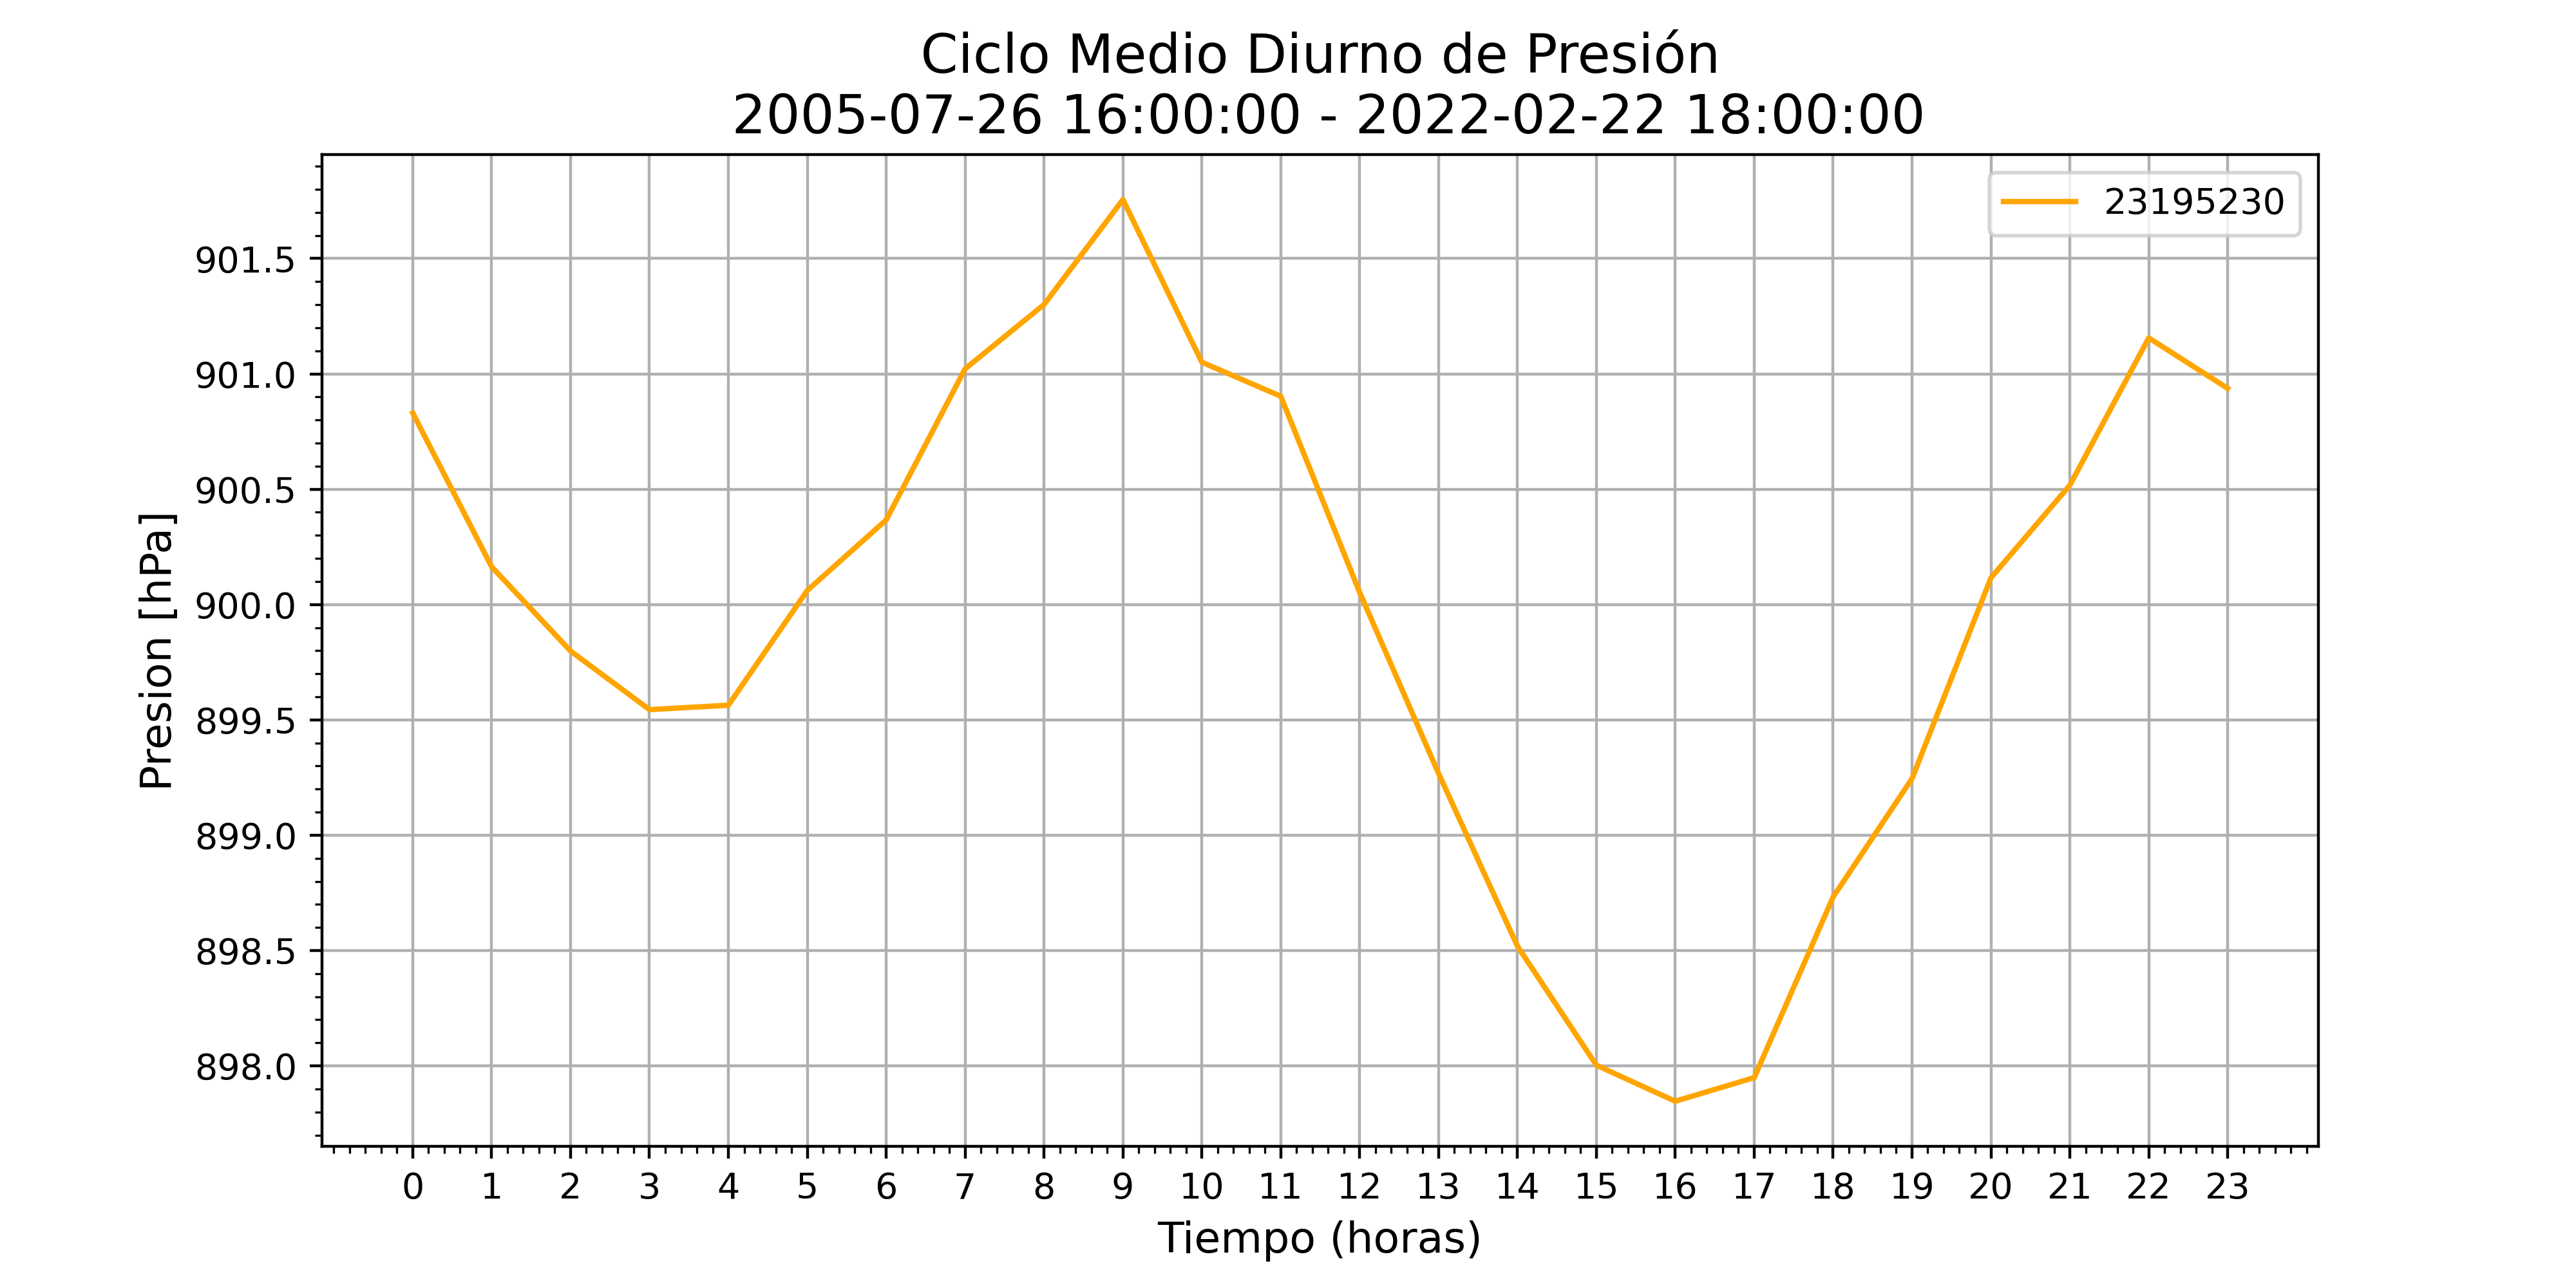 Ciclo Medio Diurno de Presión
2005-07-26 16:00:00 - 2022-02-22 18:00:00
23195230
901.5
901.0
900.5
900.0
899.5
899.0
898.5
898.0
Presion [hPa]
0 1 2 3 4 5 6 7 8 9 10 11 12 13 14 15 16 17 18 19 20 21 22 23
Tiempo (horas)